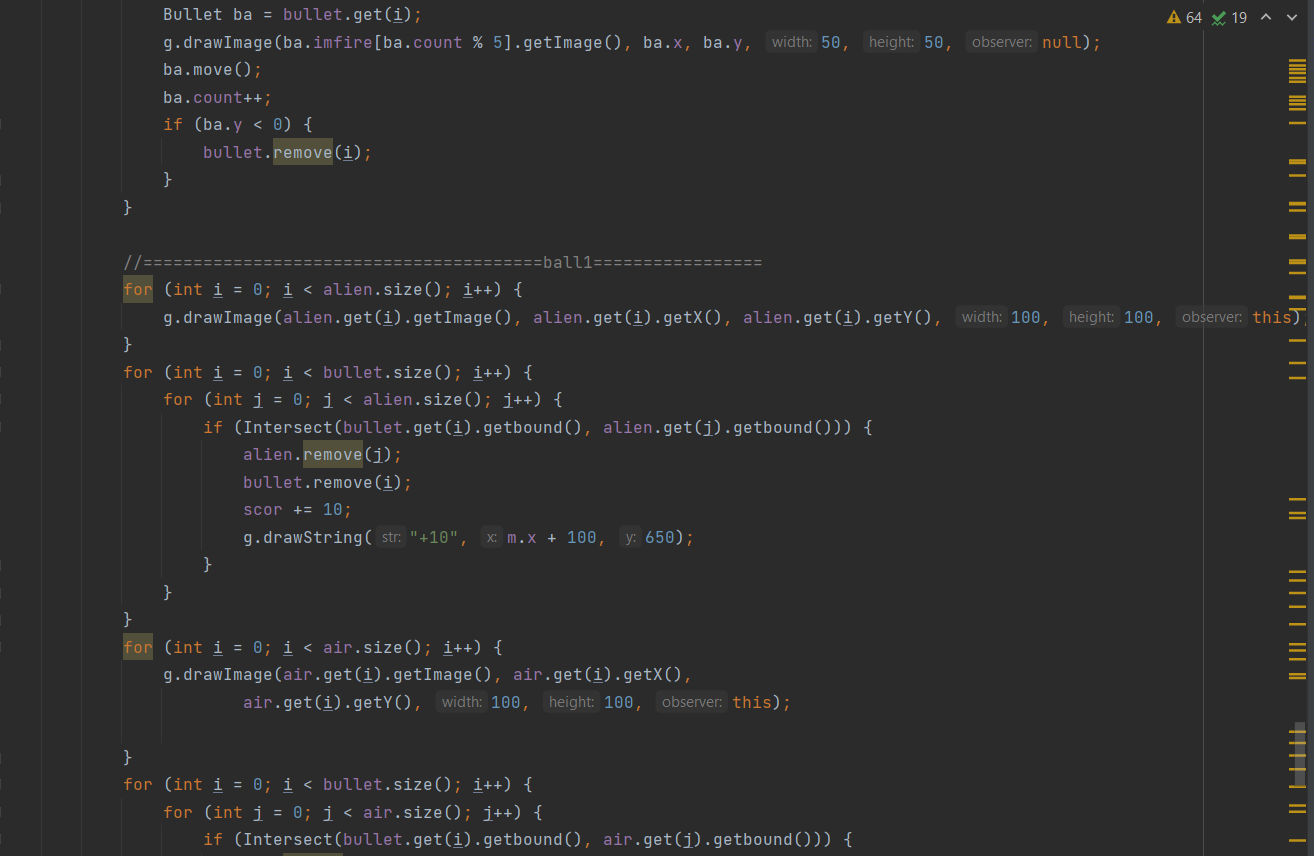 Bullet ba = bullet.get(i);
64 19
g.drawImage(ba.imfire[ba.count % 5].getImage(), ba.x, ba.y, width: 50, height: 50, observer: null);
ba.move();
ba.count++;
if (ba.y < 0) {
bullet.remove(i);
}
}
//========================================ball1=================
for (int i = 0; i < alien.size(); i++) {
g.drawImage(alien.get(i).getImage(), alien.get(i).getX(), alien.get(i).getY(), width: 100, height: 100, observer: this);
}
for (int i = 0; i < bullet.size(); i++) {
for (int j = 0; j < alien.size(); j++) {
if (Intersect(bullet.get(i).getbound(), alien.get(j).getbound())) {
alien.remove(j);
bullet.remove(i);
scor += 10;
g.drawString( str: "+10", x: m.x + 100, y: 650);
}
}
}
for (int i = 0; i < air.size(); i++) {
g.drawImage(air.get(i).getImage(), air.get(i).getX(),
air.get(i).getY(), width: 100, height: 100, observer: this);
}
for (int i = 0; i < bullet.size(); i++) {
for (int j = 0; j < air.size(); j++) {
if (Intersect(bullet.get(i).getbound(), air.get(j).getbound())) {